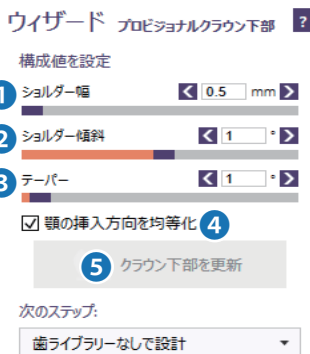 ウィザード プロビジョナルクラウン下部 ?
構成値を設定
1 ショルダー幅 0.5 mm
2 ショルダー傾斜 1 °
3 テーパー 1 °
顎の挿入方向を均等化 4
5 クラウン下部を更新
次のステップ:
歯ライブラリーなしで設計